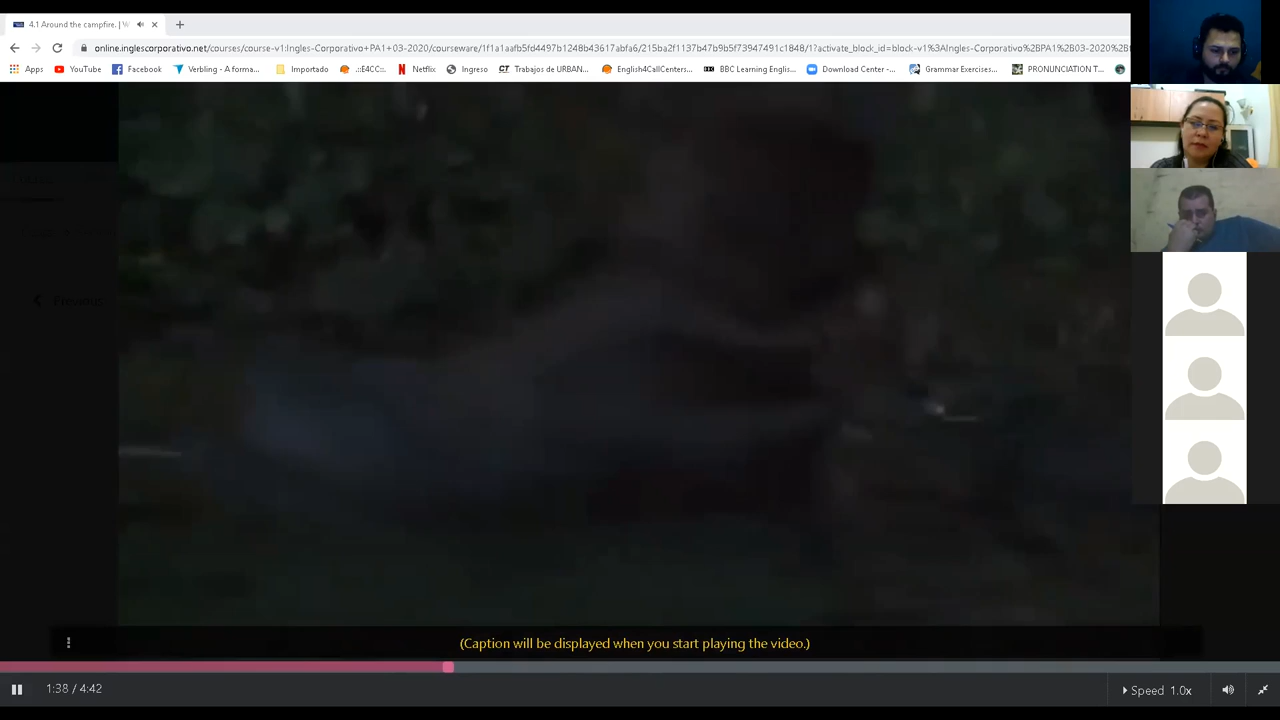 4.1 Around the campfire. | W
online.inglescorporativo.net/courses/course-v1:Ingles-Corporativo+PA1+03-2020/courseware/1f1a1aafb5fd4497b1248b43617abfa6/215ba2f1137b47b9b5f73947491c1848/1?activate_block_id=block-v1%3AIngles-Corporativo%2BPA1%2B03-2020%2B
Apps YouTube Facebook Verbling - A forma... Importado .::E4CC::. Netflix Ingreso CT Trabajos de URBAN... English4CallCenters... BBC Learning Englis... Download Center -... Grammar Exercises... PRONUNCIATION T...
Previous
(Caption will be displayed when you start playing the video.)
1:38 / 4:42
Speed 1.0x